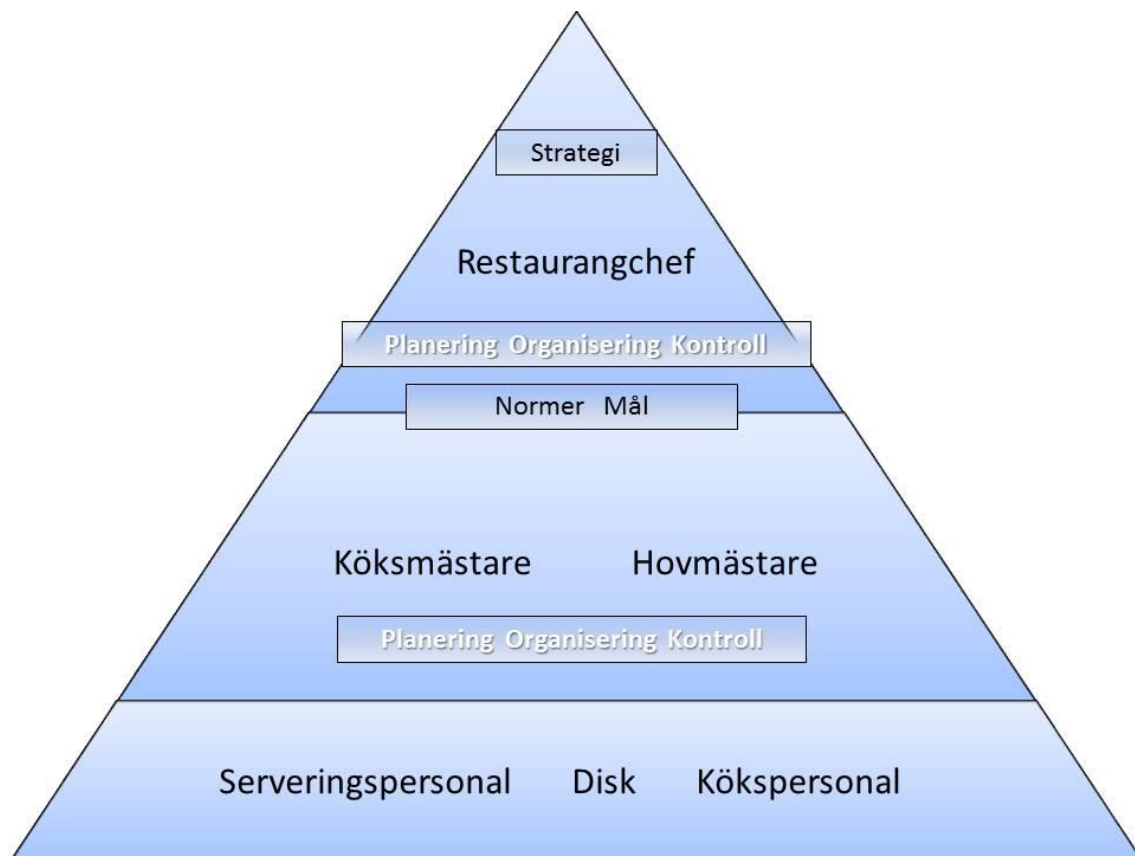 Strategi
Restaurangchef
Planering Organisering Kontroll
Normer Mål
Köksmästare Hovmästare
Planering Organisering Kontroll
Serveringspersonal Disk Kökspersonal